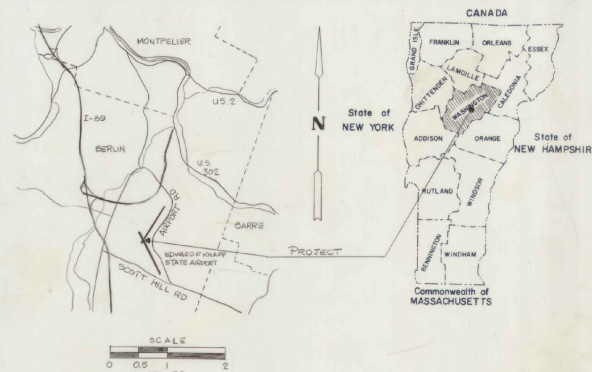 MONTPELIER
U.S. 2
I-89
BERLIN
U.S. 302
AIRPORT RD
BARRE
EDWARD F KNAPP
STATE AIRPORT
SCOTT HILL RD
PROJECT
SCALE
0 0.5 1 2
N
CANADA
GRAND ISLE
FRANKLIN
ORLEANS
ESSEX
LAMOILLE
CHITTENDEN
CALEDONIA
WASHINGTON
State of
NEW YORK
ADDISON
ORANGE
State of
NEW HAMPSHIR
RUTLAND
WINDSOR
BENNINGTON
WINDHAM
Commonwealth of
MASSACHUSETTS